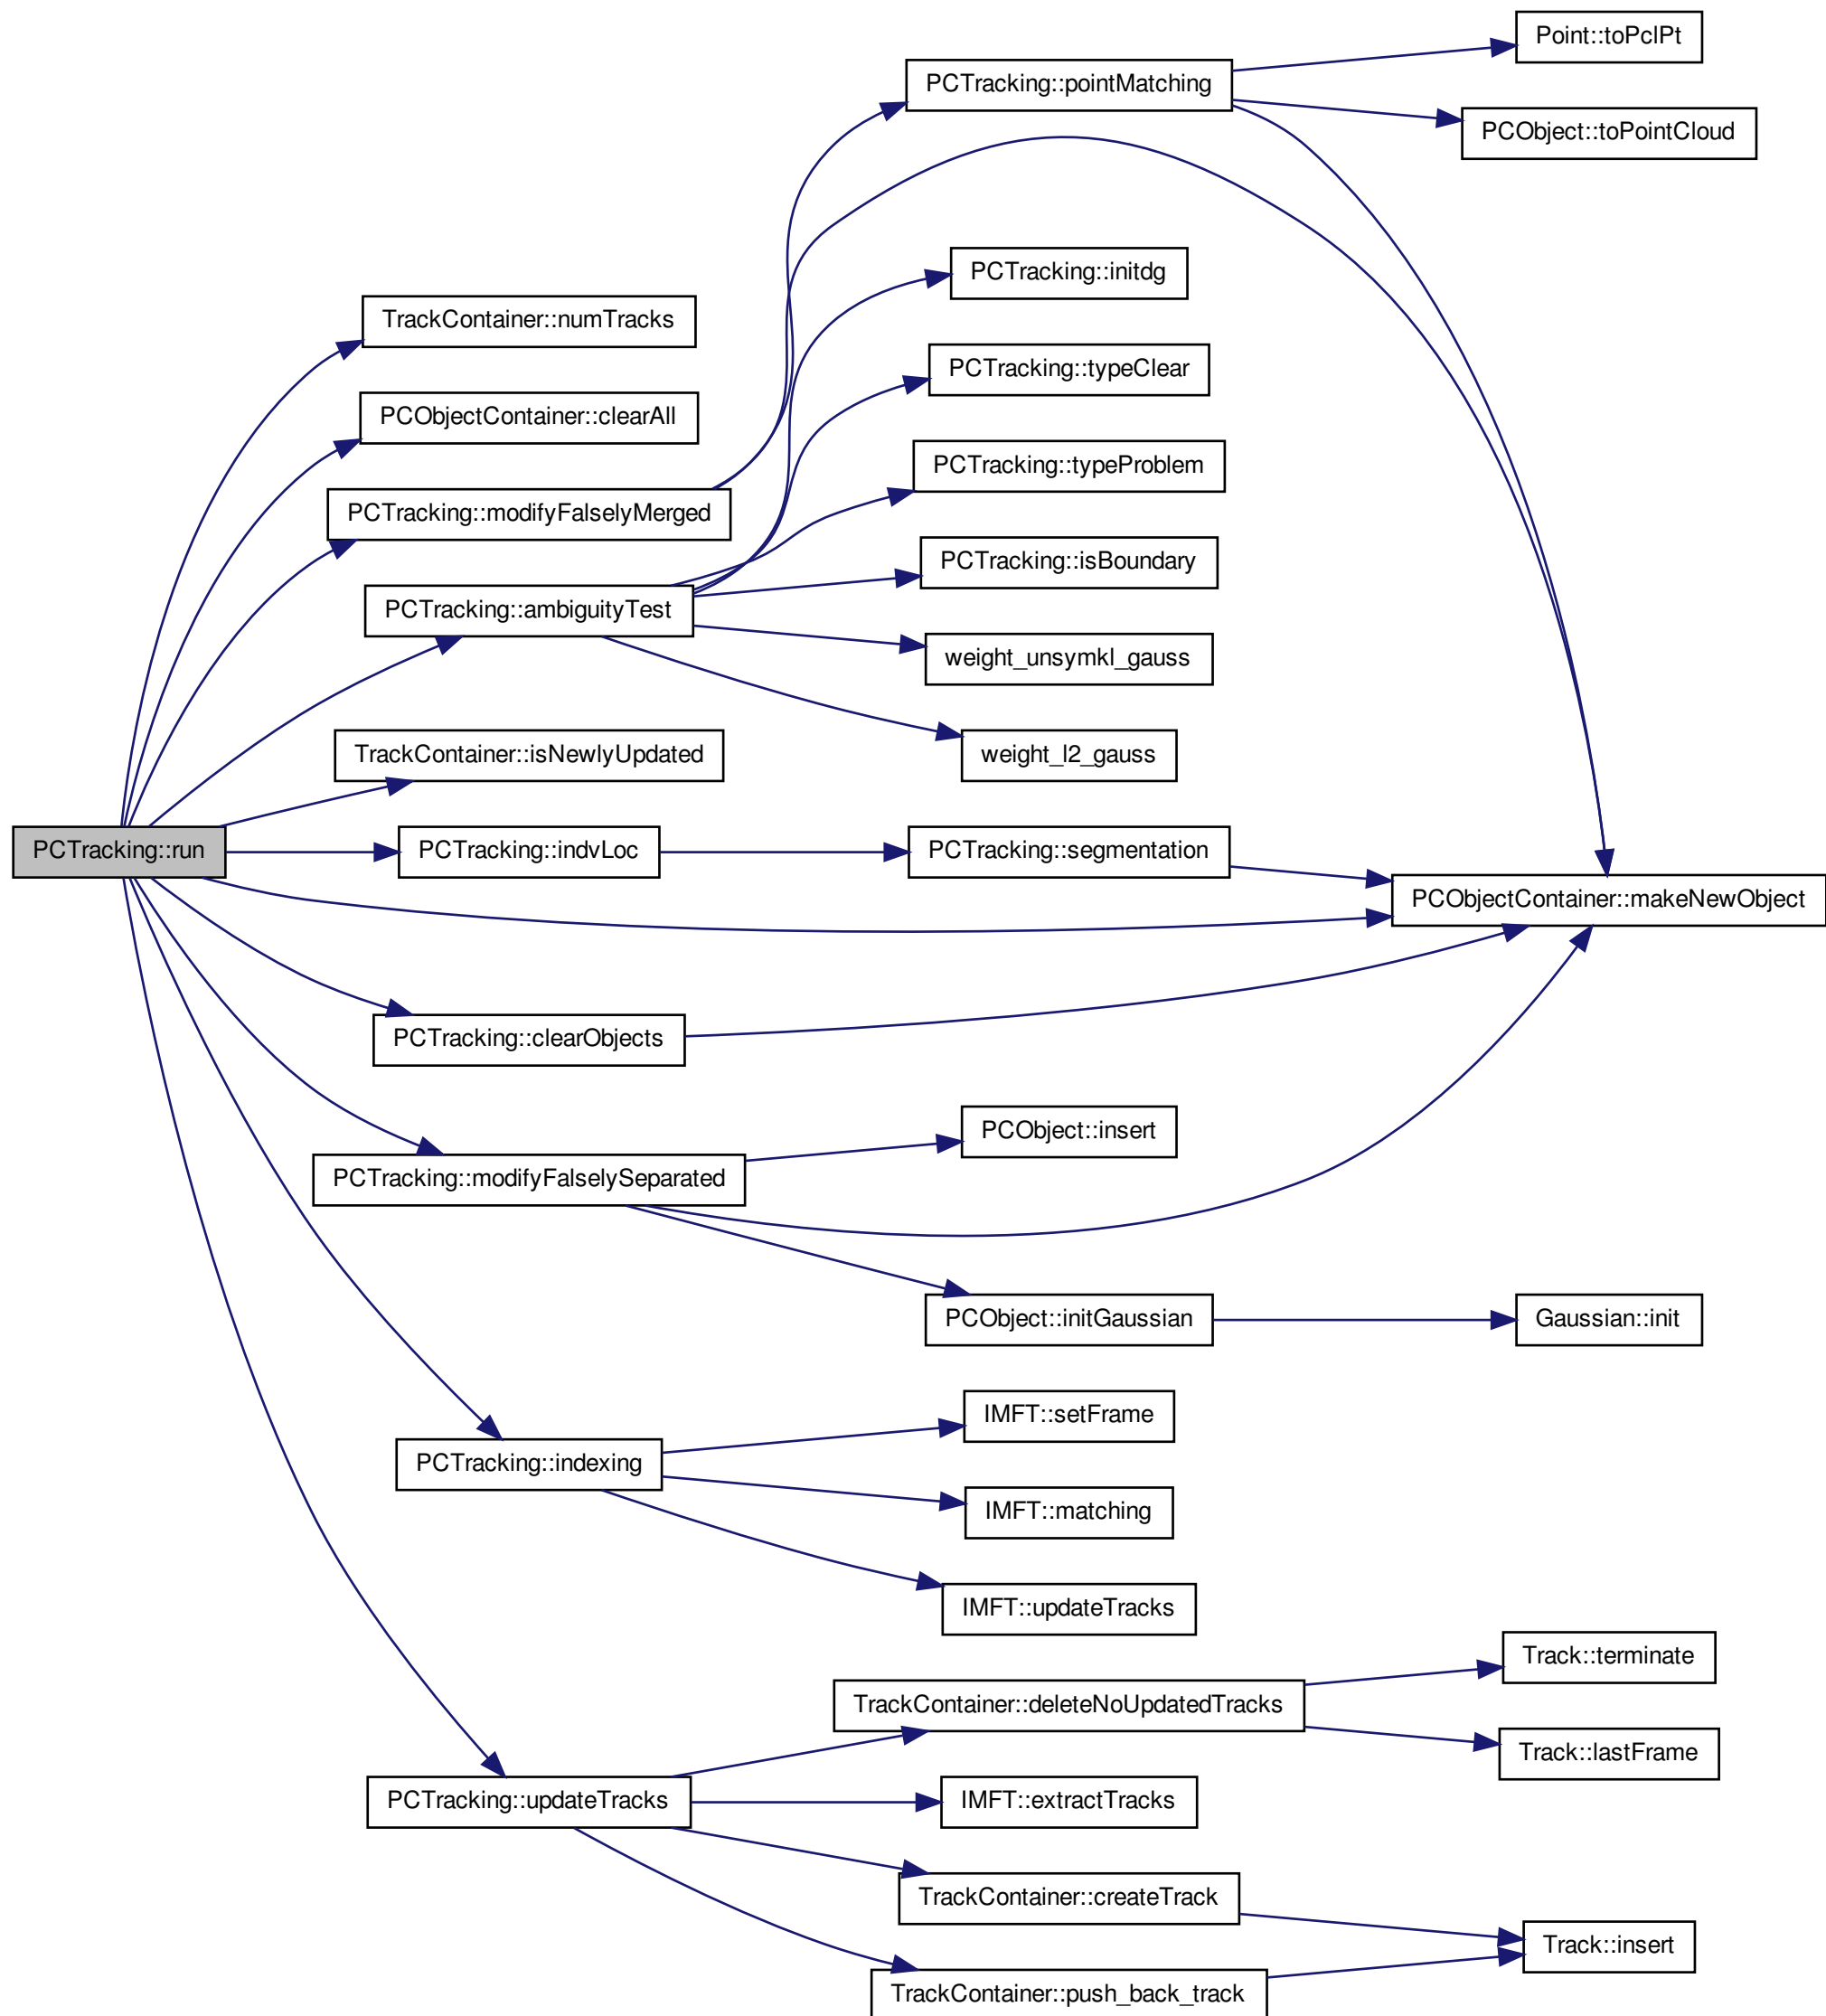 Point::toPclPt
PCTracking::pointMatching
PCObject::toPointCloud
PCTracking::initdg
TrackContainer::numTracks
PCTracking::typeClear
PCObjectContainer::clearAll
PCTracking::typeProblem
PCTracking::modifyFalselyMerged
PCTracking::isBoundary
PCTracking::ambiguityTest
weight_unsymkl_gauss
TrackContainer::isNewlyUpdated
weight_l2_gauss
PCTracking::run
PCTracking::indvLoc
PCTracking::segmentation
PCObjectContainer::makeNewObject
PCTracking::clearObjects
PCObject::insert
PCTracking::modifyFalselySeparated
PCObject::initGaussian
Gaussian::init
IMFT::setFrame
PCTracking::indexing
IMFT::matching
IMFT::updateTracks
Track::terminate
TrackContainer::deleteNoUpdatedTracks
Track::lastFrame
PCTracking::updateTracks
IMFT::extractTracks
TrackContainer::createTrack
Track::insert
TrackContainer::push_back_track